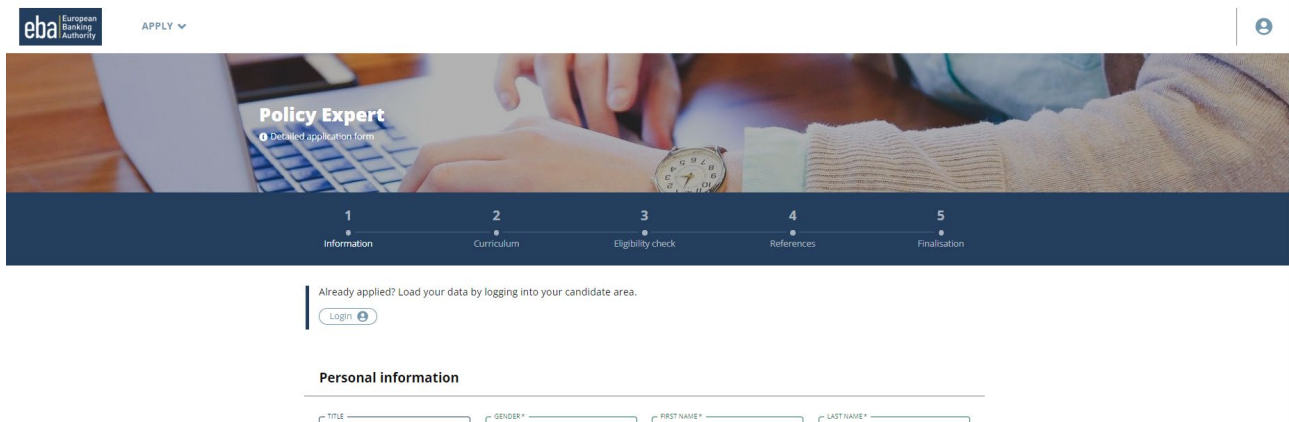 eba European
Banking
Authority
APPLY
Policy Expert
Detailed application form
1 2 3 4 5
Information Curriculum Eligibility check References Finalisation
Already applied? Load your data by logging into your candidate area.
Login
Personal information
TITLE GENDER* FIRST NAME* LAST NAME*